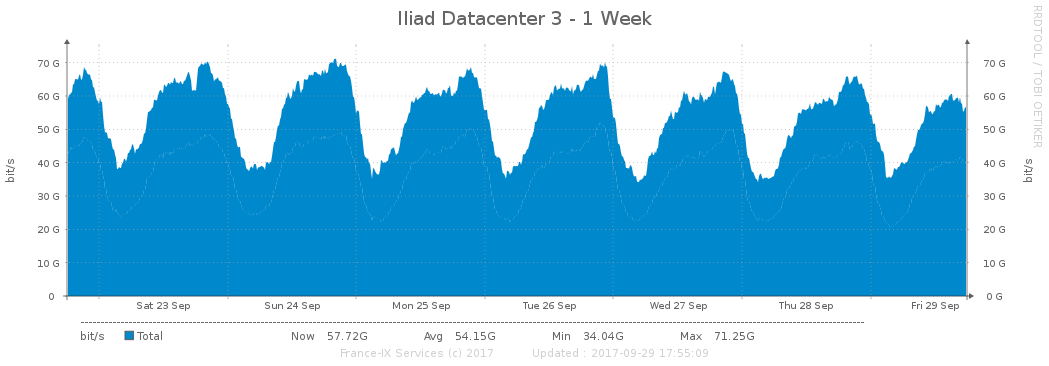 Iliad Datacenter 3 - 1 Week
RRDTOOL / TOBI OETIKER
bit/s
bit/s
70 G 70 G
60 G 60 G
50 G 50 G
40 G 40 G
30 G 30 G
20 G 20 G
10 G 10 G
0 0 G
Sat 23 Sep Sun 24 Sep Mon 25 Sep Tue 26 Sep Wed 27 Sep Thu 28 Sep Fri 29 Sep
bit/s Total Now 57.72G Avg 54.15G Min 34.04G Max 71.25G
France-IX Services (c) 2017 Updated : 2017-09-29 17:55:09